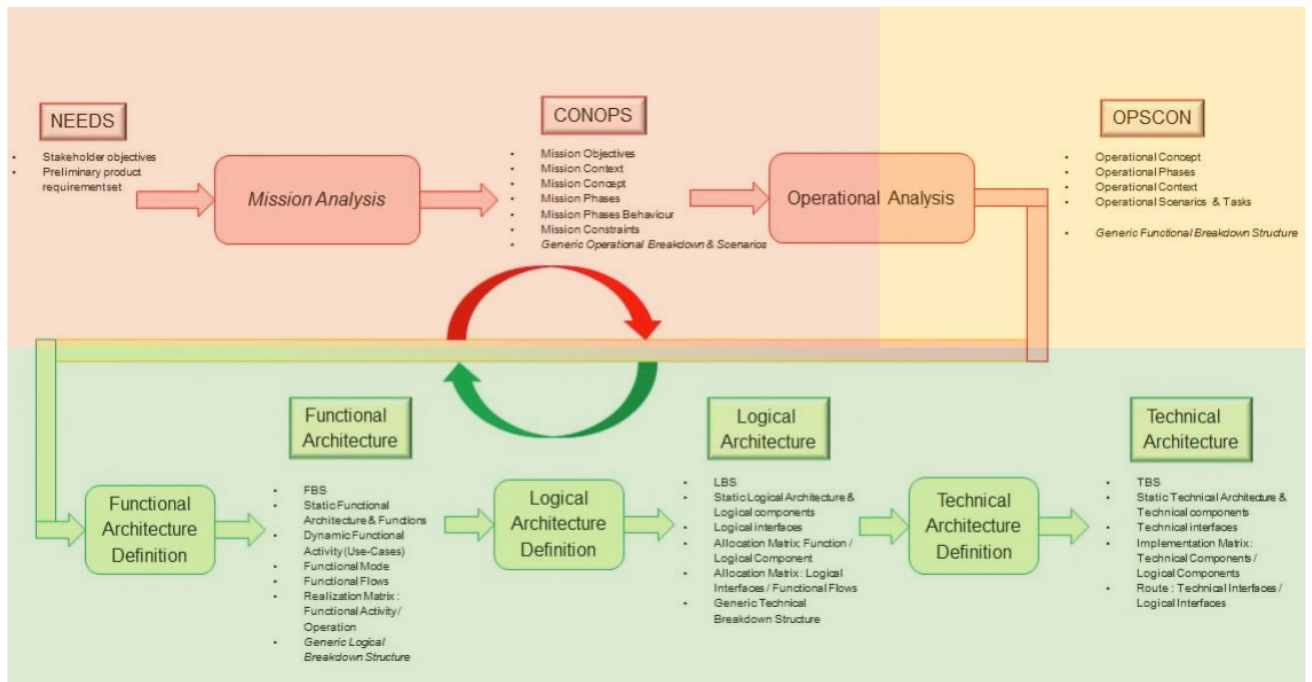 NEEDS
• Stakeholder objectives
• Preliminary product
requirementset
Mission Analysis
CONOPS
• Mission Objectives
• Mission Context
• Mission Concept
• Mission Phases
• Mission Phases Behaviour
• Mission Constraints
• Generic Operational Breakdown & Scenarios
Operational Analysis
OPSCON
• Operational Concept
• Operational Phases
• Operational Context
• Operational Scenarios & Tasks
• Generic Functional Breakdown Structure
Functional
Architecture
Definition
Functional
Architecture
• FBS
• Static Functional
Architecture & Functions
• Dynamic Functional
Activity (Use-Cases)
• Functional Mode
• Functional Flows
• Realization Matrix :
Functional Activity /
Operation
• Generic Logical
Breakdown Structure
Logical
Architecture
Definition
Logical
Architecture
• LBS
• Static Logical Architecture &
Logical components
• Logical interfaces
• Allocation Matrix: Function /
Logical Component
• Allocation Matrix : Logical
Interfaces / Functional Flows
• Generic Technical
Breakdown Structure
Technical
Architecture
Definition
Technical
Architecture
• TBS
• Static Technical Architecture &
Technical components
• Technical interfaces
• Implementation Matrix :
Technical Components /
Logical Components
• Route : Technical Interfaces /
Logical Interfaces